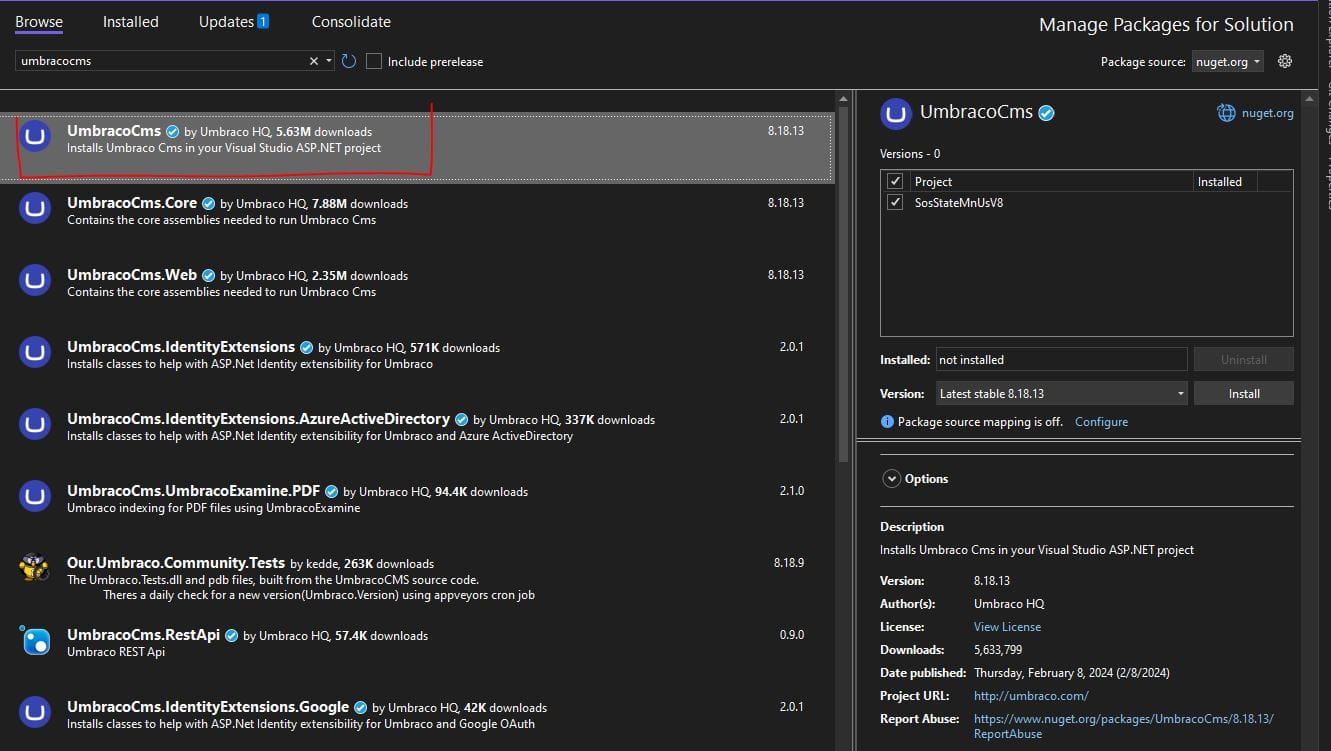 Browse Installed Updates 1 Consolidate
Manage Packages for Solution
umbracocms Include prerelease
Package source: nuget.org
UmbracoCms by Umbraco HQ, 5.63M downloads 8.18.13
Installs Umbraco Cms in your Visual Studio ASP.NET project
UmbracoCms.Core by Umbraco HQ, 7.88M downloads 8.18.13
Contains the core assemblies needed to run Umbraco Cms
UmbracoCms.Web by Umbraco HQ, 2.35M downloads 8.18.13
Contains the core assemblies needed to run Umbraco Cms
UmbracoCms.IdentityExtensions by Umbraco HQ, 571K downloads 2.0.1
Installs classes to help with ASP.Net Identity extensibility for Umbraco
UmbracoCms.IdentityExtensions.AzureActiveDirectory by Umbraco HQ, 337K downloads 2.0.1
Installs classes to help with ASP.Net Identity extensibility for Umbraco and Azure ActiveDirectory
UmbracoCms.UmbracoExamine.PDF by Umbraco HQ, 94.4K downloads 2.1.0
Umbraco indexing for PDF files using UmbracoExamine
Our.Umbraco.Community.Tests by kedde, 263K downloads 8.18.9
The Umbraco.Tests.dll and pdb files, built from the UmbracoCMS source code.
Theres a daily check for a new version(Umbraco.Version) using appveyors cron job
UmbracoCms.RestApi by Umbraco HQ, 57.4K downloads 0.9.0
Umbraco REST Api
UmbracoCms.IdentityExtensions.Google by Umbraco HQ, 42K downloads 2.0.1
Installs classes to help with ASP.Net Identity extensibility for Umbraco and Google OAuth
UmbracoCms nuget.org
Versions - 0
Project Installed
SosStateMnUsV8
Installed: not installed Uninstall
Version: Latest stable 8.18.13 Install
Package source mapping is off. Configure
Options
Description
Installs Umbraco Cms in your Visual Studio ASP.NET project
Version: 8.18.13
Author(s): Umbraco HQ
License: View License
Downloads: 5,633,799
Date published: Thursday, February 8, 2024 (2/8/2024)
Project URL: http://umbraco.com/
Report Abuse: https://www.nuget.org/packages/UmbracoCms/8.18.13/
ReportAbuse